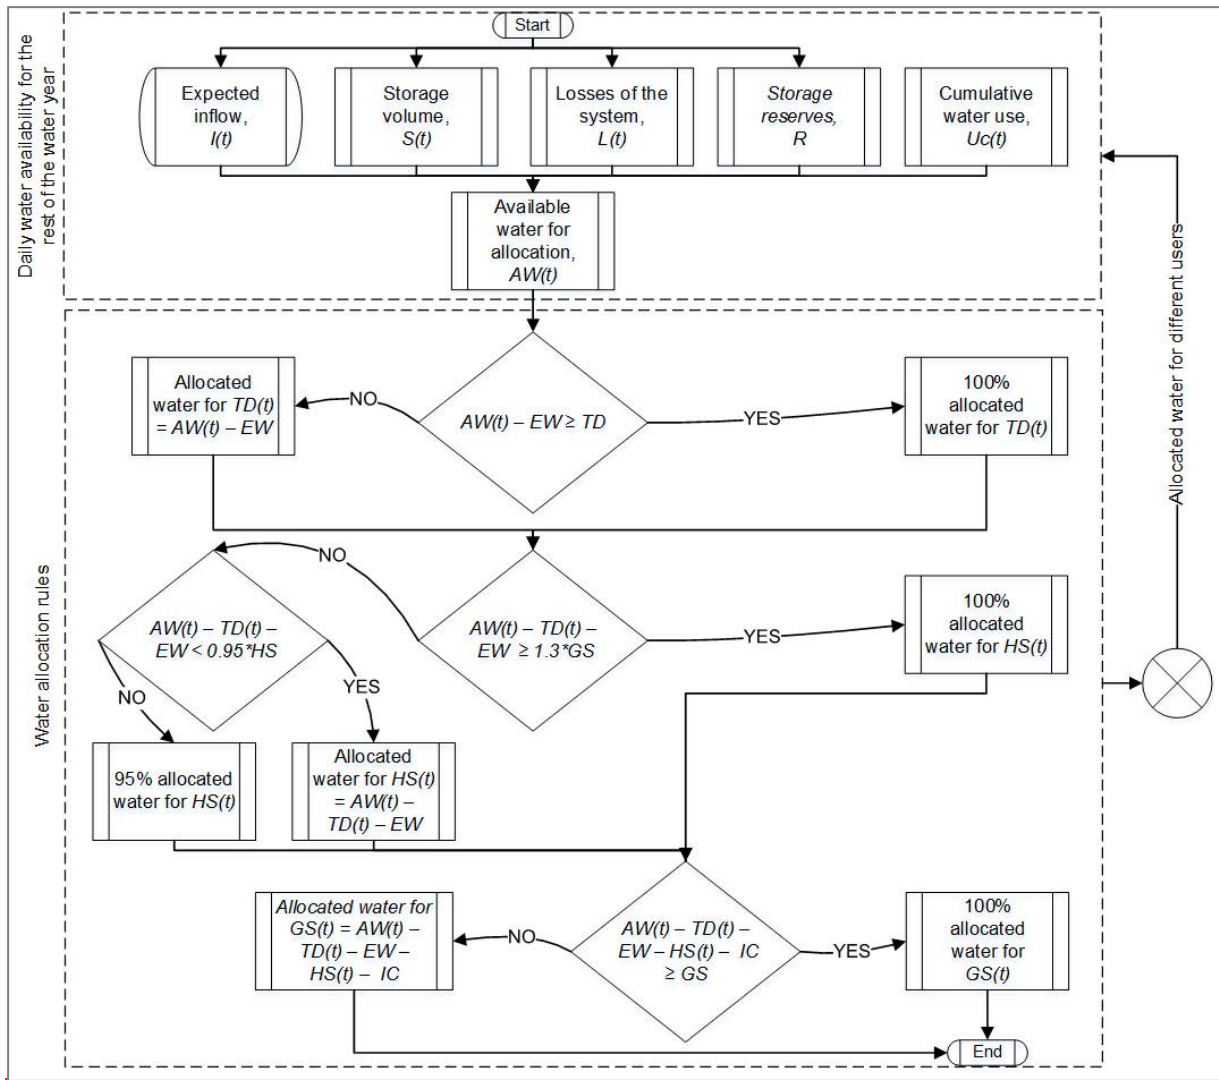 Start
Daily water availability for the
rest of the water year
Expected
inflow,
I(t)
Storage
volume,
S(t)
Losses of the
system,
L(t)
Storage
reserves,
R
Cumulative
water use,
Uc(t)
Available
water for
allocation,
AW(t)
Allocated water for different users
Water allocation rules
Allocated
water for TD(t)
= AW(t) – EW
NO
AW(t) – EW ≥ TD
YES
100%
allocated
water for TD(t)
NO
AW(t) – TD(t) –
EW < 0.95*HS
AW(t) – TD(t) –
EW ≥ 1.3*GS
YES
100%
allocated
water for HS(t)
NO
YES
95% allocated
water for HS(t)
Allocated
water for HS(t)
= AW(t) –
TD(t) – EW
Allocated water for
GS(t) = AW(t) –
TD(t) – EW –
HS(t) – IC
NO
AW(t) – TD(t) –
EW – HS(t) – IC
≥ GS
YES
100%
allocated
water for
GS(t)
End